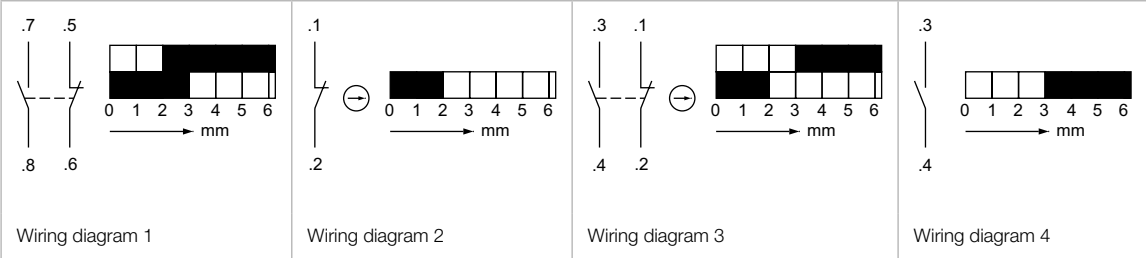 .7 .5
0 1 2 3 4 5 6
mm
.8 .6
Wiring diagram 1
.1
0 1 2 3 4 5 6
mm
.2
Wiring diagram 2
.3 .1
0 1 2 3 4 5 6
mm
.4 .2
Wiring diagram 3
.3
0 1 2 3 4 5 6
mm
.4
Wiring diagram 4